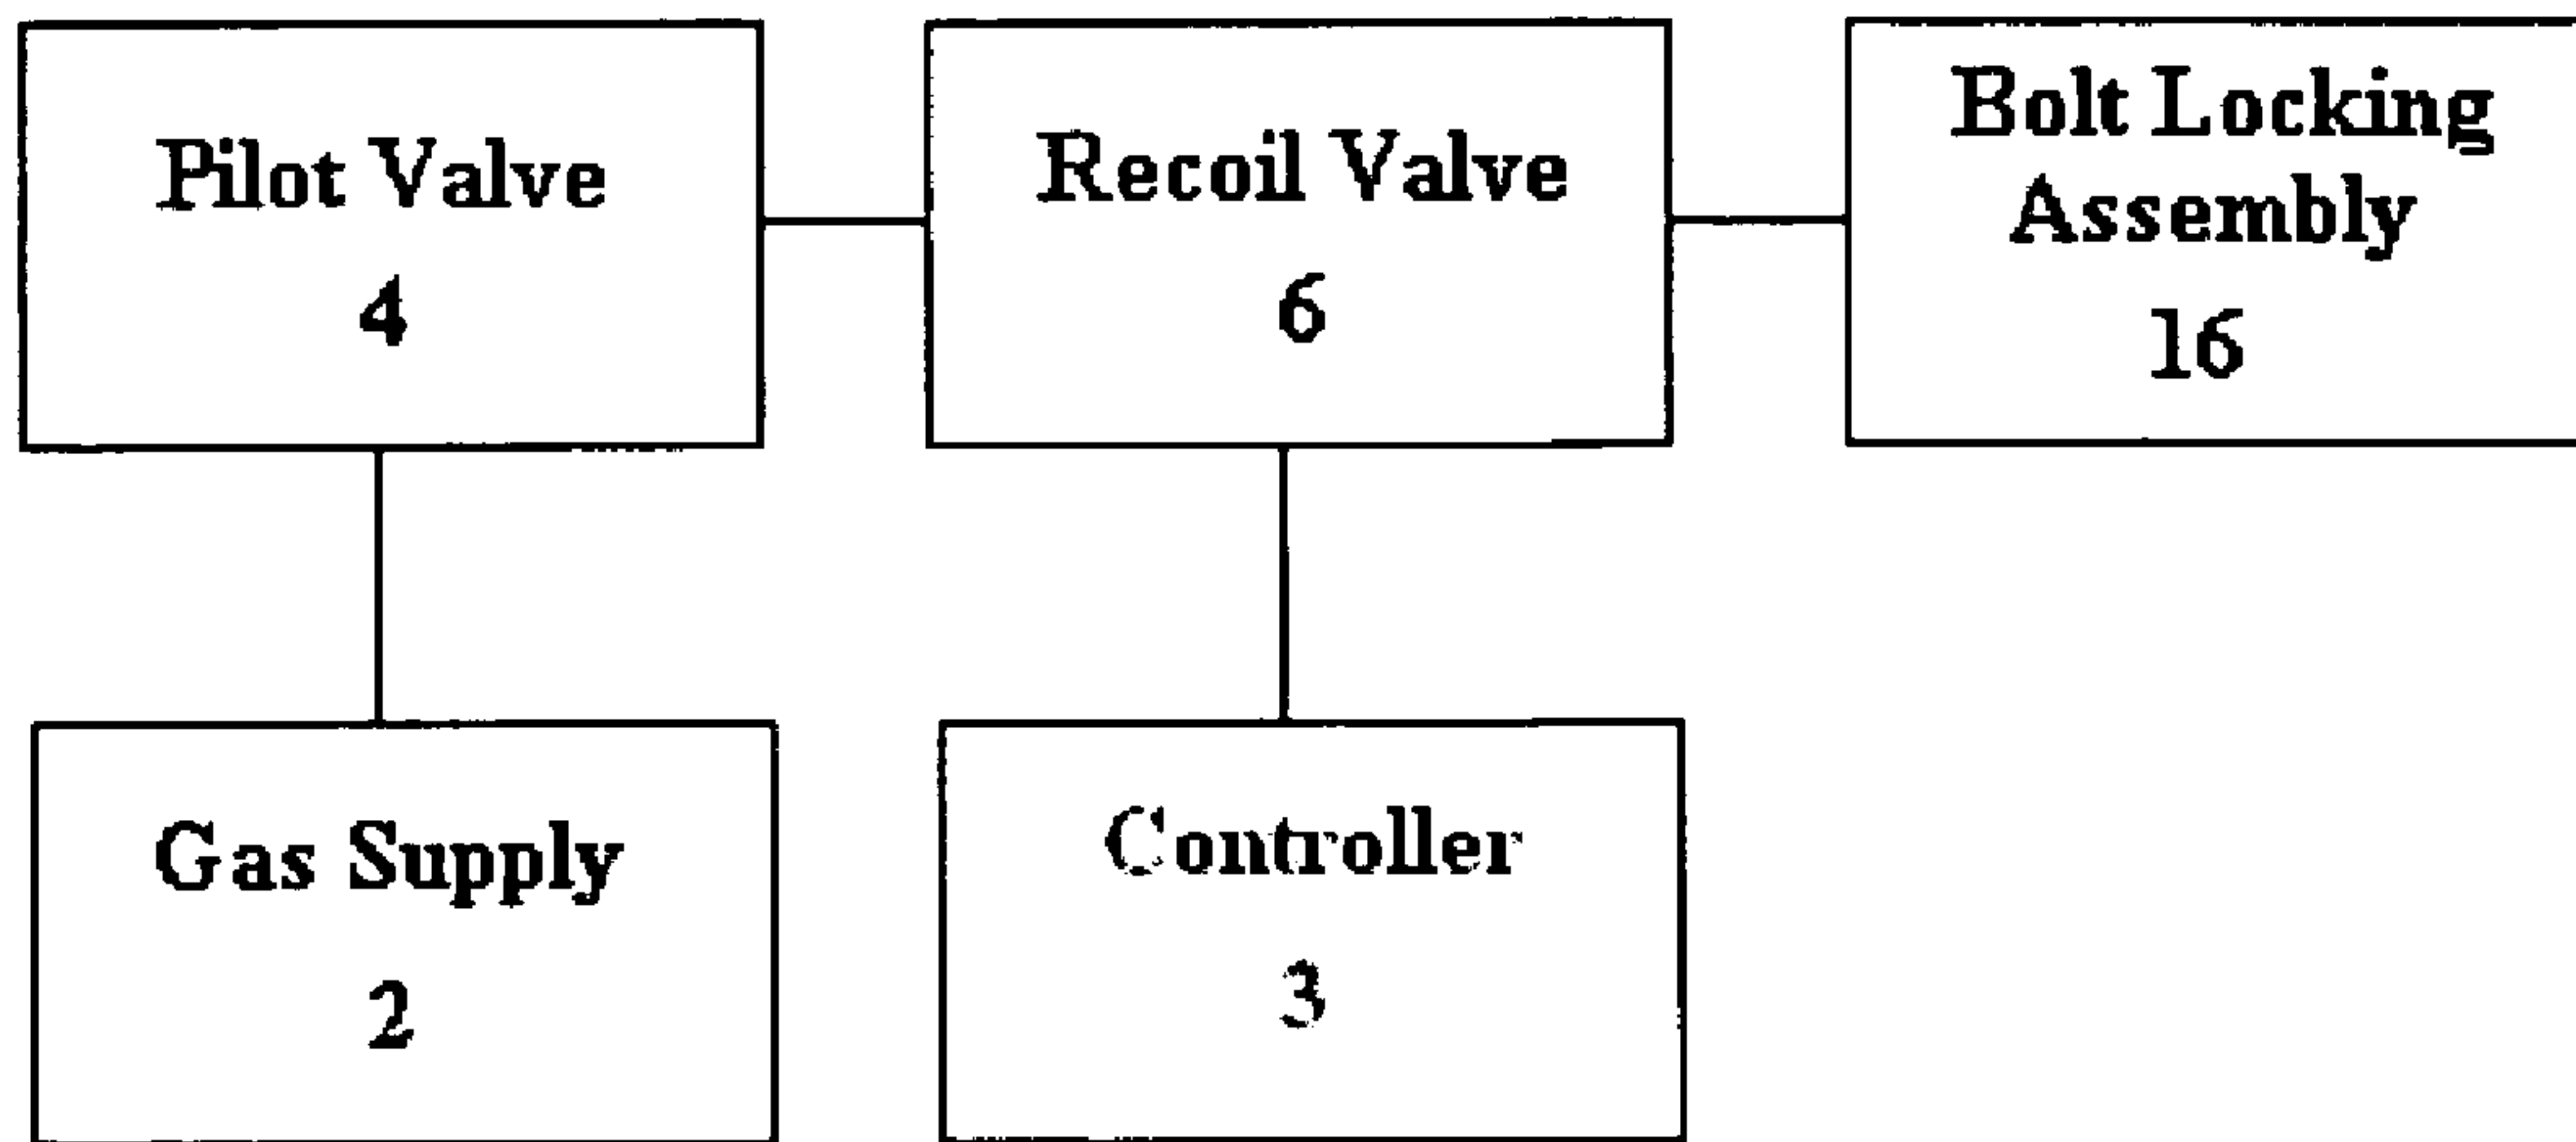 Pilot Valve
4
Recoil Valve
6
Bolt Locking
Assembly
16
Gas Supply
2
Controller
3